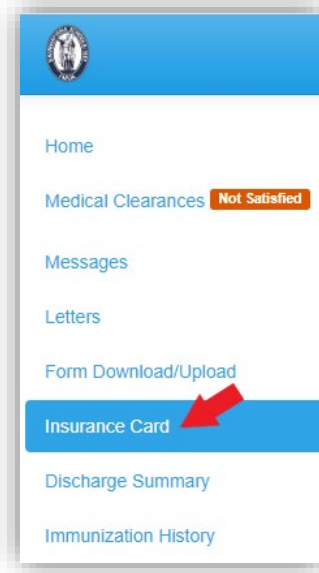 Home
Medical Clearances Not Satisfied
Messages
Letters
Form Download/Upload
Insurance Card
Discharge Summary
Immunization History